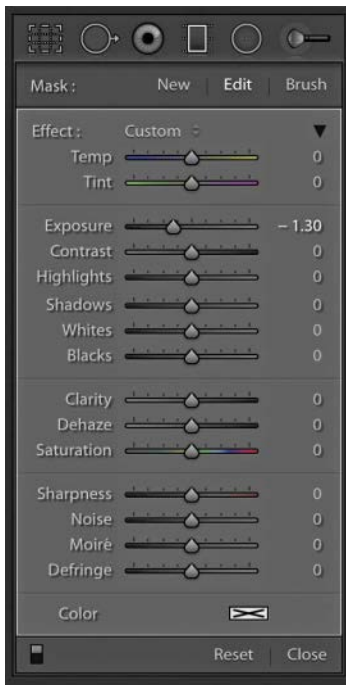 Mask : New | Edit | Brush
Effect : Custom
Temp 0
Tint 0
Exposure – 1.30
Contrast 0
Highlights 0
Shadows 0
Whites 0
Blacks 0
Clarity 0
Dehaze 0
Saturation 0
Sharpness 0
Noise 0
Moiré 0
Defringe 0
Color
Reset | Close